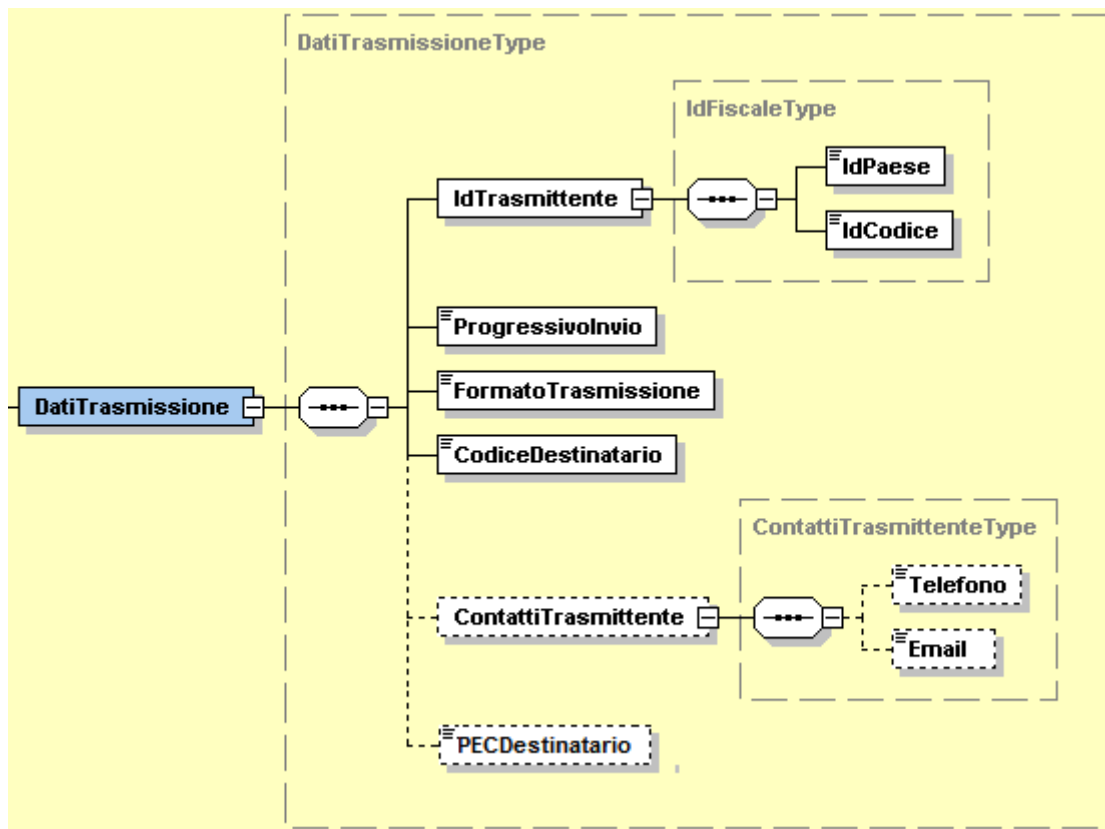 DatiTrasmissioneType
IdFiscaleType
IdPaese
IdTrasmittente
IdCodice
ProgressivoInvio
FormatoTrasmissione
DatiTrasmissione
CodiceDestinatario
ContattiTrasmittenteType
Telefono
ContattiTrasmittente
Email
PECDestinatario